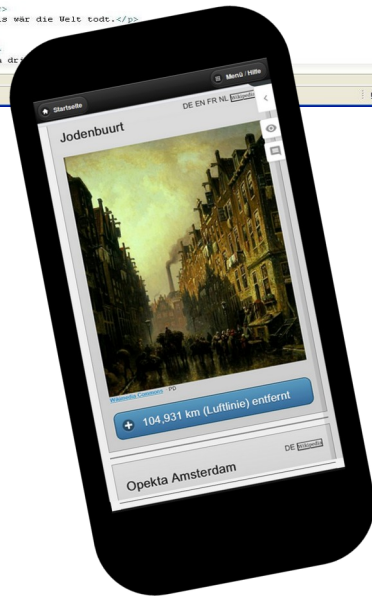 s wär die Welt todt.</p>
Startseite
Menü / Hilfe
DE EN FR NL Wikipedia
Jodenbuurt
Wikimedia Commons PD
104,931 km (Luftlinie) entfernt
DE Wikipedia
Opekta Amsterdam